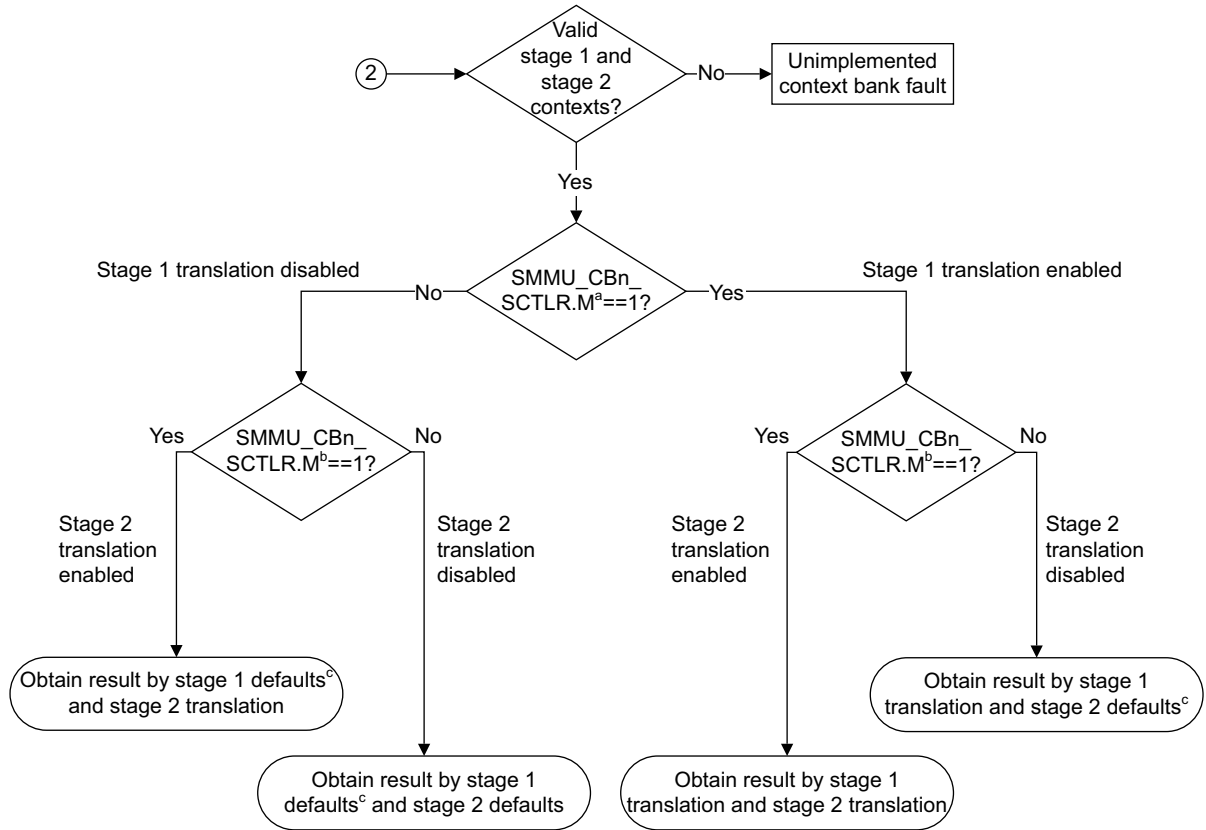 Valid
stage 1 and
stage 2
contexts?
2
No
Unimplemented
context bank fault
Yes
Stage 1 translation disabled
Stage 1 translation enabled
No
SMMU_CBn_
SCTLR.Mᵃ==1?
Yes
Yes
SMMU_CBn_
SCTLR.Mᵇ==1?
No
Yes
SMMU_CBn_
SCTLR.Mᵇ==1?
No
Stage 2
translation
enabled
Stage 2
translation
disabled
Stage 2
translation
enabled
Stage 2
translation
disabled
Obtain result by stage 1 defaultsᶜ
and stage 2 translation
Obtain result by stage 1
translation and stage 2 defaultsᶜ
Obtain result by stage 1
defaultsᶜ and stage 2 defaults
Obtain result by stage 1
translation and stage 2 translation